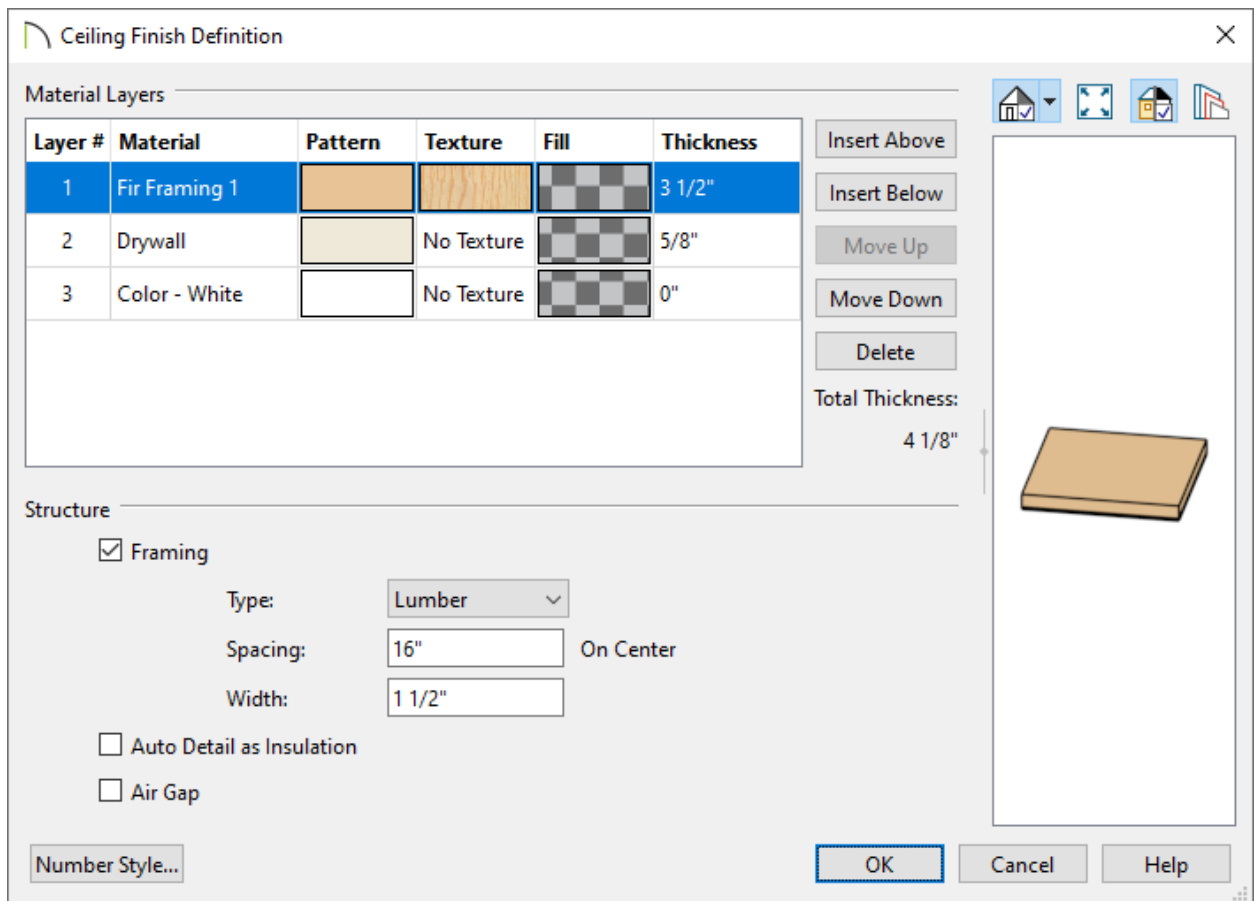 Ceiling Finish Definition
Material Layers
Layer # Material Pattern Texture Fill Thickness
1 Fir Framing 1 3 1/2"
2 Drywall No Texture 5/8"
3 Color - White No Texture 0"
Insert Above
Insert Below
Move Up
Move Down
Delete
Total Thickness:
4 1/8"
Structure
Framing
Type: Lumber
Spacing: 16" On Center
Width: 1 1/2"
Auto Detail as Insulation
Air Gap
Number Style... OK Cancel Help